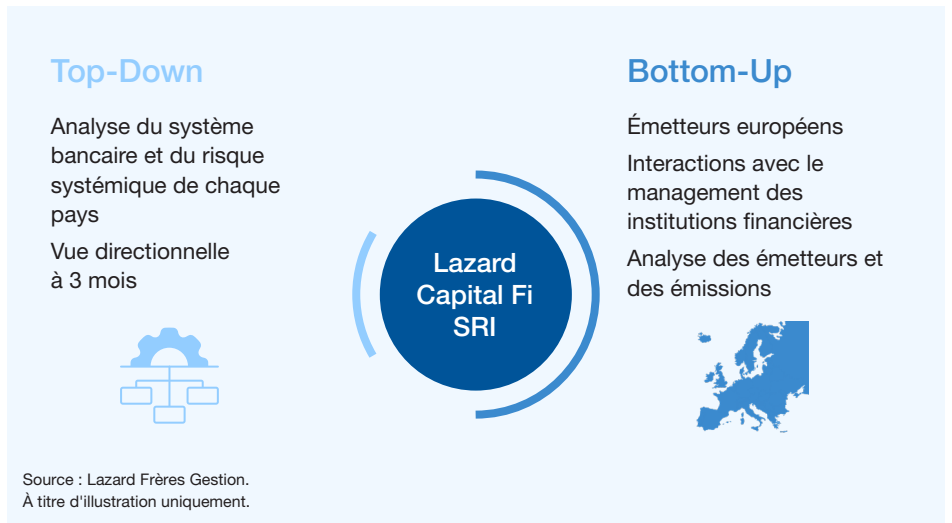 Top-Down
Analyse du système
bancaire et du risque
systémique de chaque
pays
Vue directionnelle
à 3 mois
Lazard
Capital Fi
SRI
Bottom-Up
Émetteurs européens
Interactions avec le
management des
institutions financières
Analyse des émetteurs et
des émissions
Source : Lazard Frères Gestion.
À titre d'illustration uniquement.